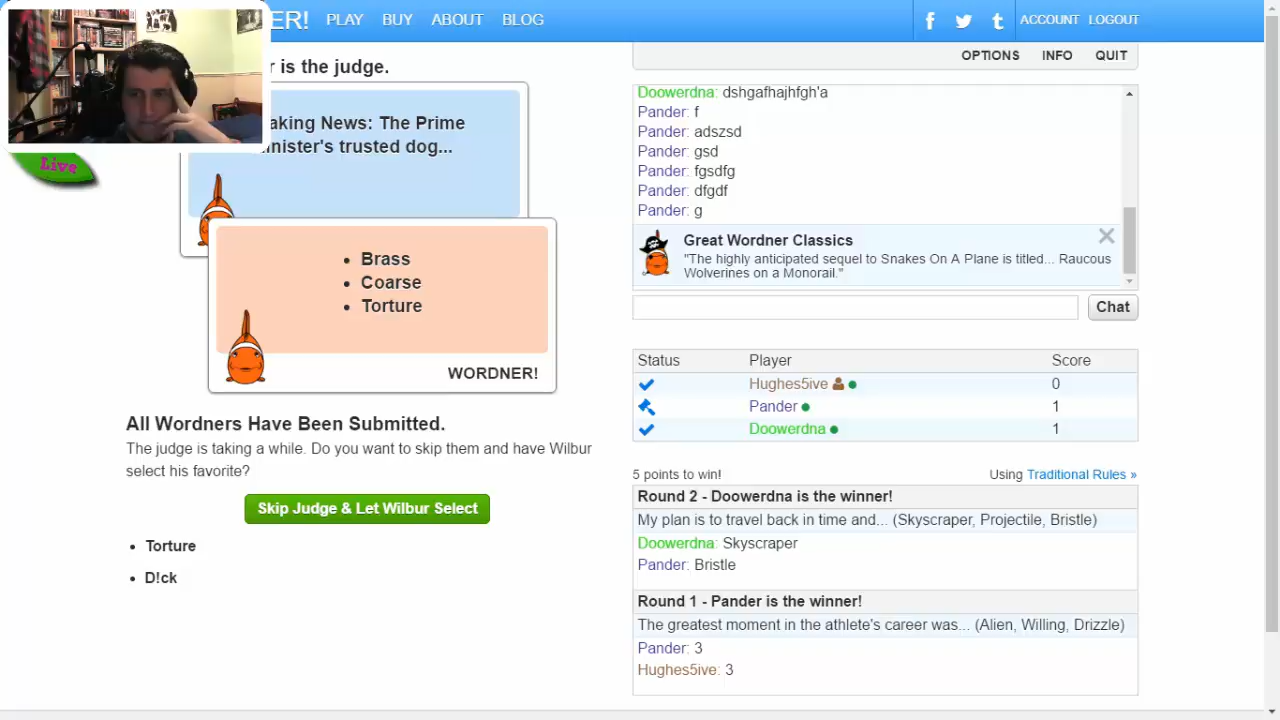 ER! PLAY BUY ABOUT BLOG ACCOUNT LOGOUT
r is the judge.
OPTIONS INFO QUIT
aking News: The Prime
nister's trusted dog...
Live
• Brass
• Coarse
• Torture
WORDNER!
All Wordners Have Been Submitted.
The judge is taking a while. Do you want to skip them and have Wilbur
select his favorite?
Skip Judge & Let Wilbur Select
• Torture
• D!ck
Doowerdna: dshgafhajhfgh'a
Pander: f
Pander: adszsd
Pander: gsd
Pander: fgsdfg
Pander: dfgdf
Pander: g
Great Wordner Classics
"The highly anticipated sequel to Snakes On A Plane is titled... Raucous
Wolverines on a Monorail."
Chat
Status Player Score
Hughes5ive 0
Pander 1
Doowerdna 1
5 points to win! Using Traditional Rules »
Round 2 - Doowerdna is the winner!
My plan is to travel back in time and... (Skyscraper, Projectile, Bristle)
Doowerdna: Skyscraper
Pander: Bristle
Round 1 - Pander is the winner!
The greatest moment in the athlete's career was... (Alien, Willing, Drizzle)
Pander: 3
Hughes5ive: 3